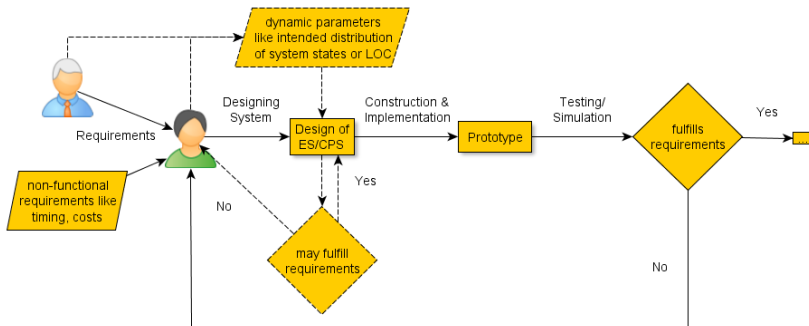 dynamic parameters
like intended distribution
of system states or LOC
Requirements
Designing
System
Design of
ES/CPS
Construction &
Implementation
Prototype
Testing/
Simulation
fulfills
requirements
Yes
...
non-functional
requirements like
timing, costs
No
Yes
may fulfill
requirements
No